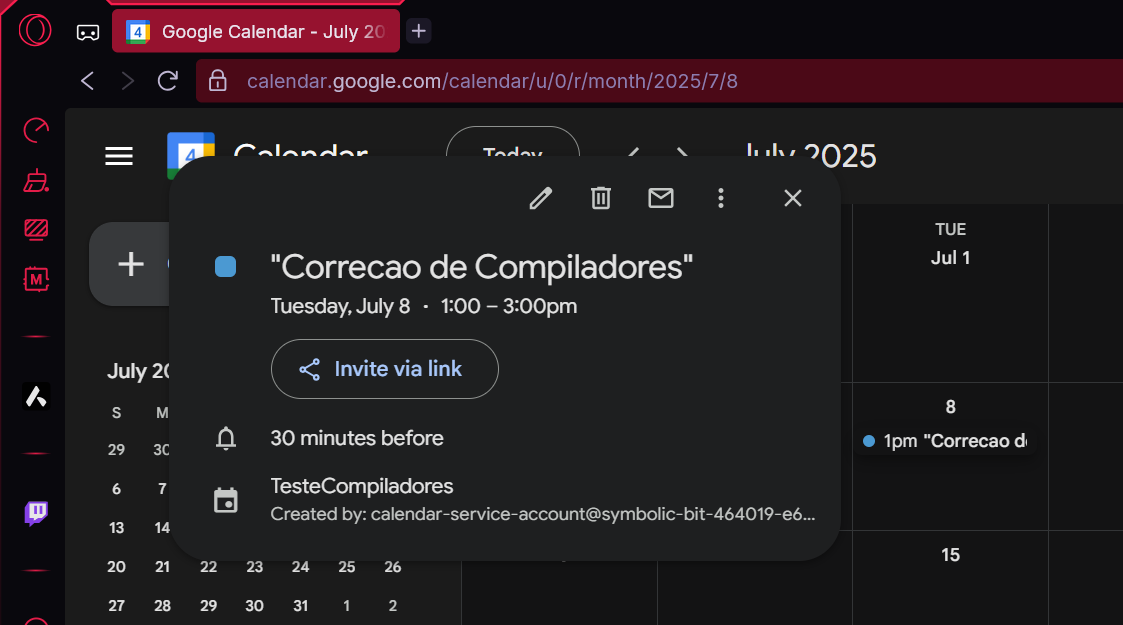 4 Google Calendar - July 20
calendar.google.com/calendar/u/0/r/month/2025/7/8
M
4 Calendar Today July 2025
"Correcao de Compiladores"
Tuesday, July 8 · 1:00 – 3:00pm
Invite via link
30 minutes before
TesteCompiladores
Created by: calendar-service-account@symbolic-bit-464019-e6...
July 20
S M
29 30
6 7
13 14
20 21 22 23 24 25 26
27 28 29 30 31 1 2
TUE
Jul 1
8
1pm "Correcao de
15